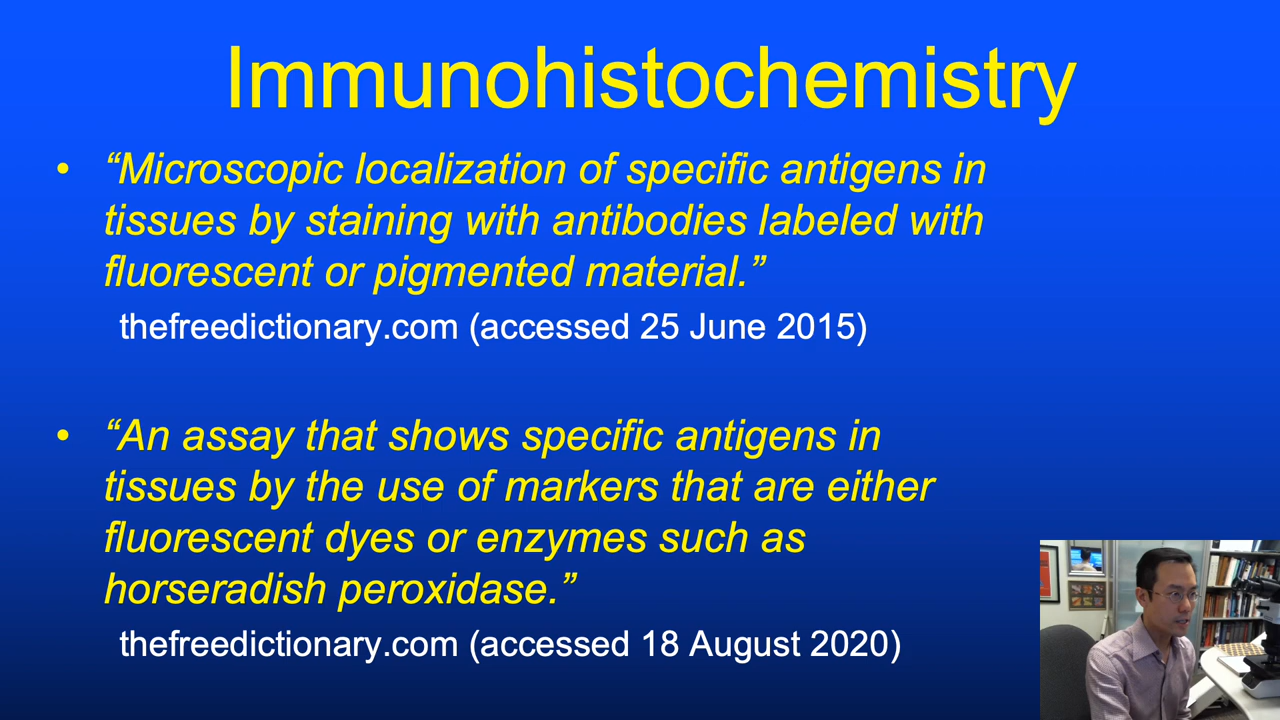 Immunohistochemistry
• “Microscopic localization of specific antigens in
tissues by staining with antibodies labeled with
fluorescent or pigmented material.”
thefreedictionary.com (accessed 25 June 2015)
• “An assay that shows specific antigens in
tissues by the use of markers that are either
fluorescent dyes or enzymes such as
horseradish peroxidase.”
thefreedictionary.com (accessed 18 August 2020)